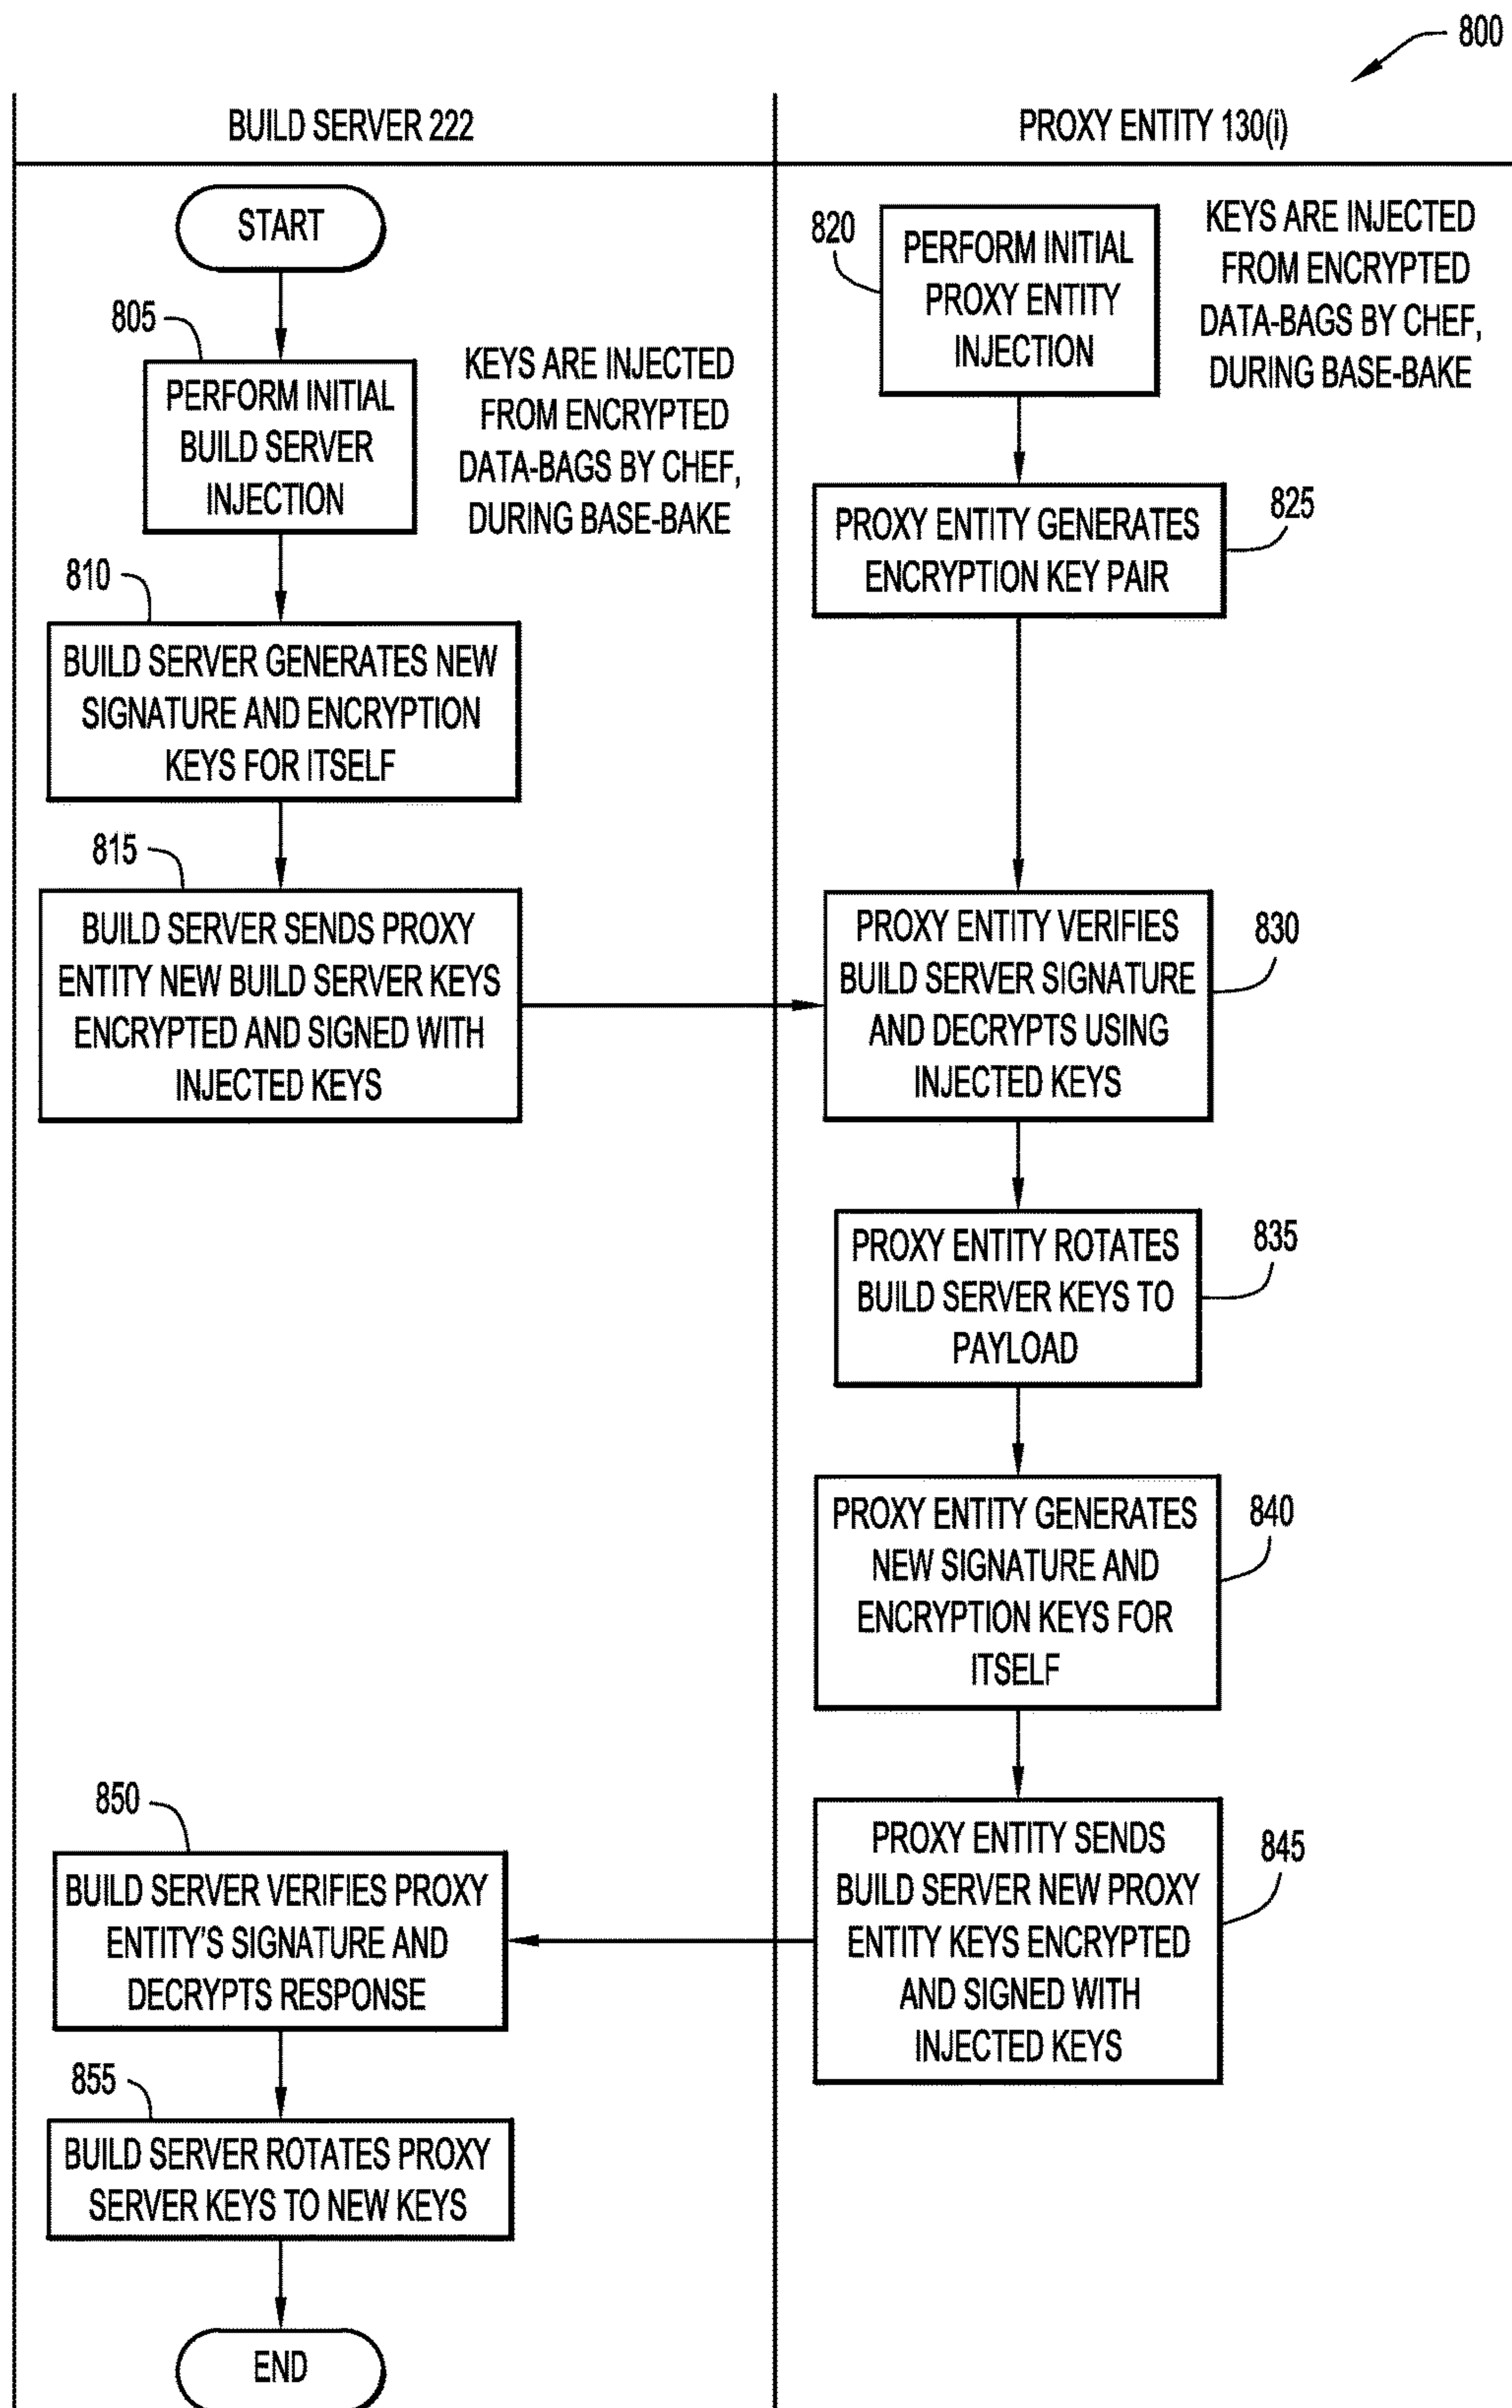 800
BUILD SERVER 222
PROXY ENTITY 130(i)
START
805
PERFORM INITIAL
BUILD SERVER
INJECTION
KEYS ARE INJECTED
FROM ENCRYPTED
DATA-BAGS BY CHEF,
DURING BASE-BAKE
810
BUILD SERVER GENERATES NEW
SIGNATURE AND ENCRYPTION
KEYS FOR ITSELF
815
BUILD SERVER SENDS PROXY
ENTITY NEW BUILD SERVER KEYS
ENCRYPTED AND SIGNED WITH
INJECTED KEYS
820
PERFORM INITIAL
PROXY ENTITY
INJECTION
KEYS ARE INJECTED
FROM ENCRYPTED
DATA-BAGS BY CHEF,
DURING BASE-BAKE
825
PROXY ENTITY GENERATES
ENCRYPTION KEY PAIR
830
PROXY ENTITY VERIFIES
BUILD SERVER SIGNATURE
AND DECRYPTS USING
INJECTED KEYS
835
PROXY ENTITY ROTATES
BUILD SERVER KEYS TO
PAYLOAD
840
PROXY ENTITY GENERATES
NEW SIGNATURE AND
ENCRYPTION KEYS FOR
ITSELF
845
PROXY ENTITY SENDS
BUILD SERVER NEW PROXY
ENTITY KEYS ENCRYPTED
AND SIGNED WITH
INJECTED KEYS
850
BUILD SERVER VERIFIES PROXY
ENTITY'S SIGNATURE AND
DECRYPTS RESPONSE
855
BUILD SERVER ROTATES PROXY
SERVER KEYS TO NEW KEYS
END